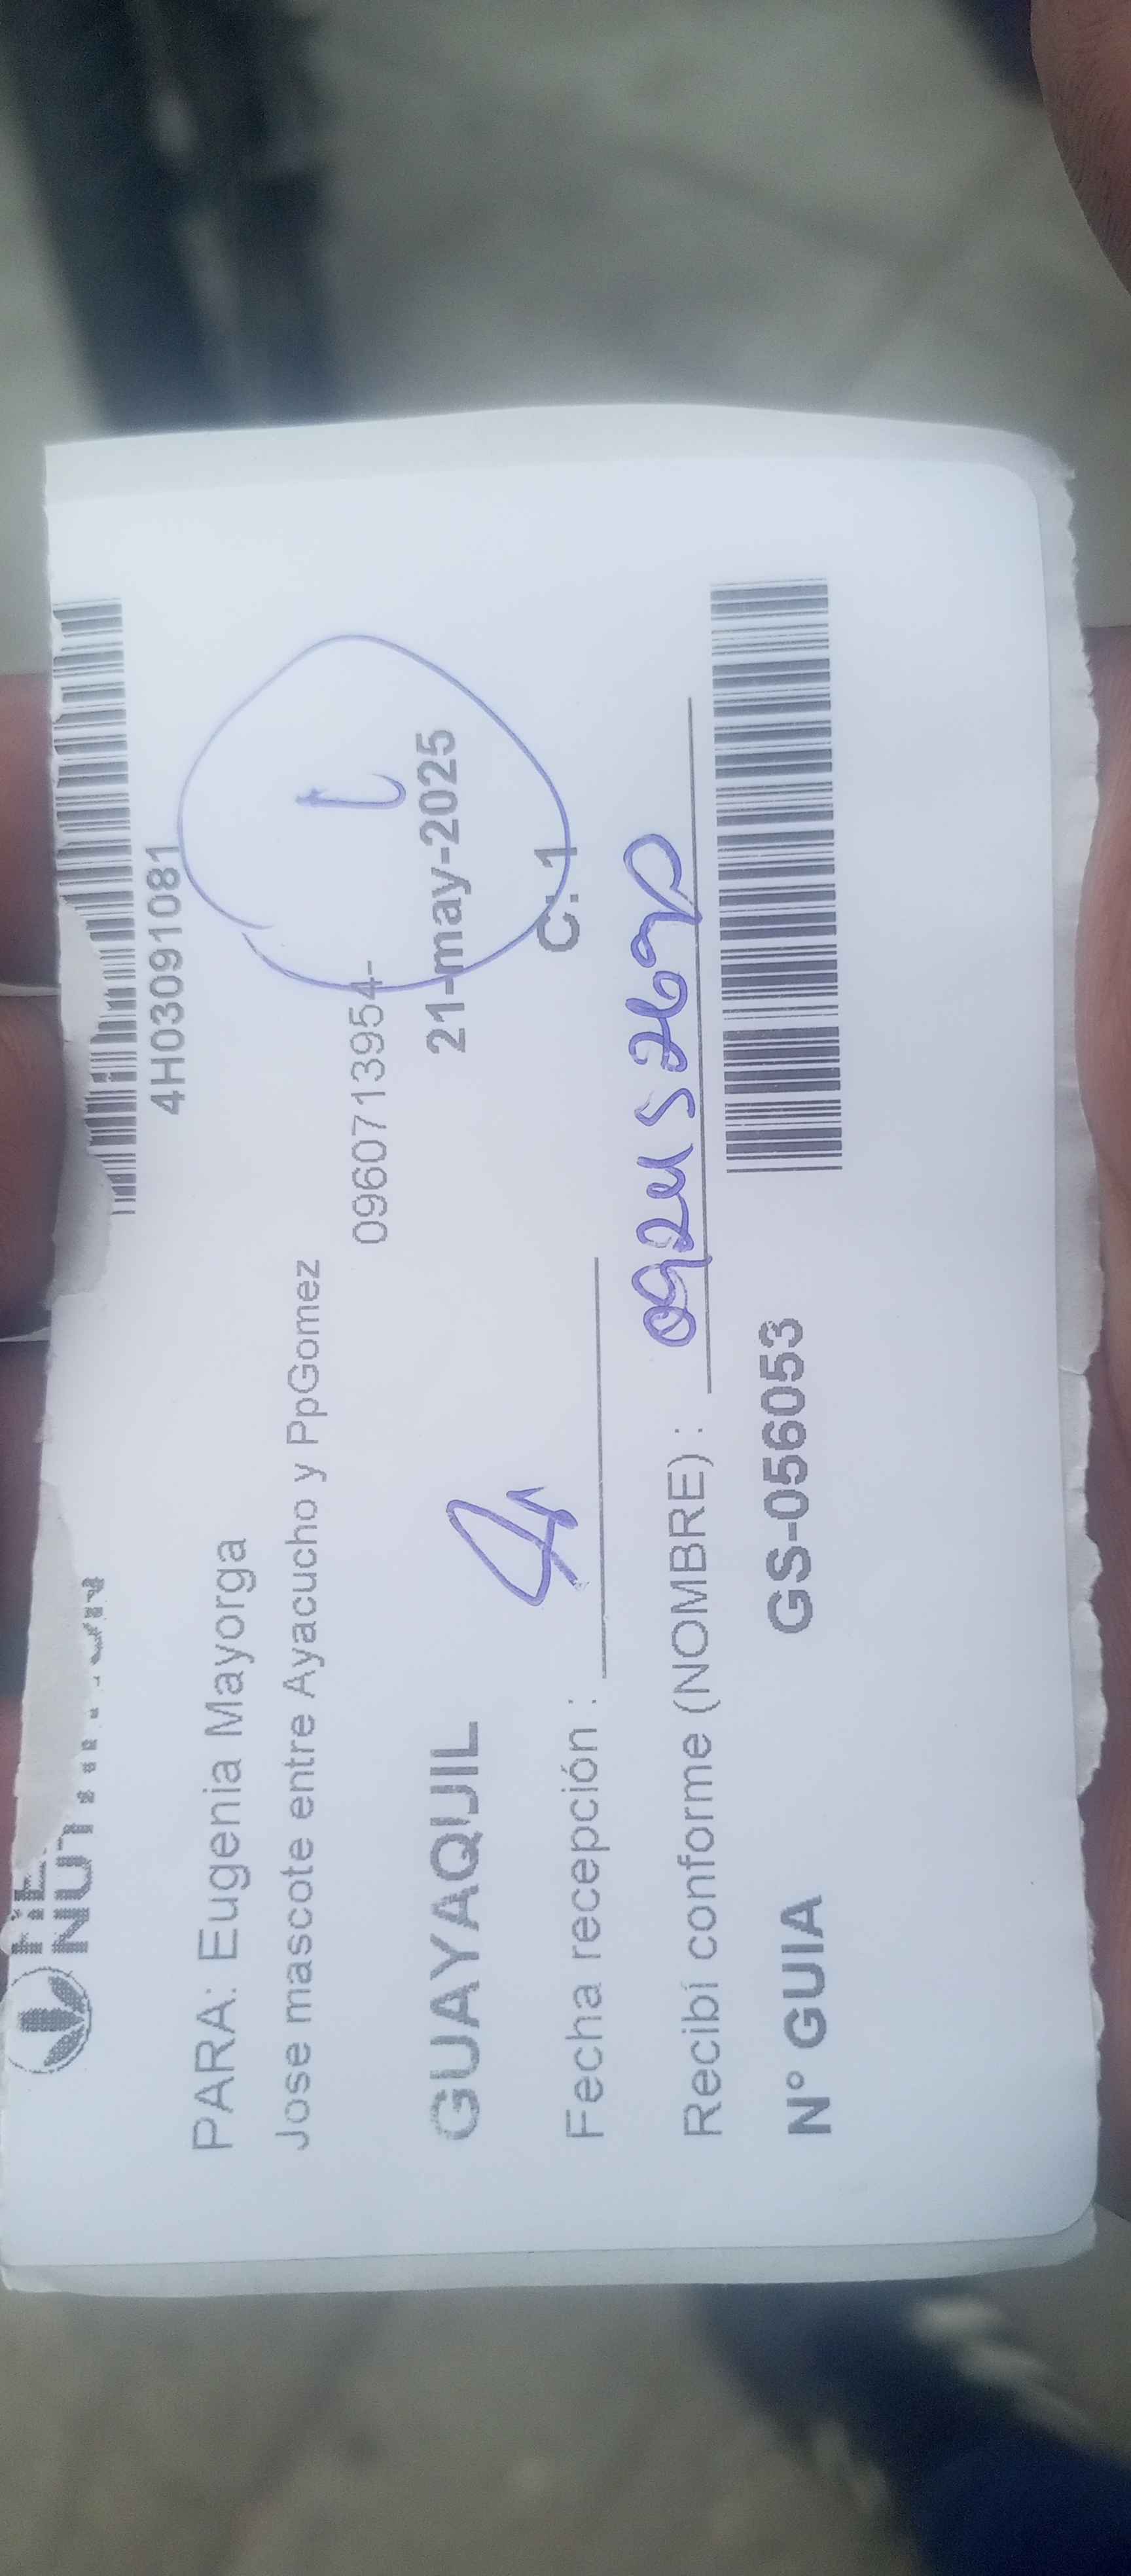 4H03091081
PARA: Eugenia Mayorga
Jose mascote entre Ayacucho y PpGomez
0960713954-
GUAYAQUIL
21-may-2025
Fecha recepción :
C: 1
Recibí conforme (NOMBRE) :
N° GUIA GS-056053